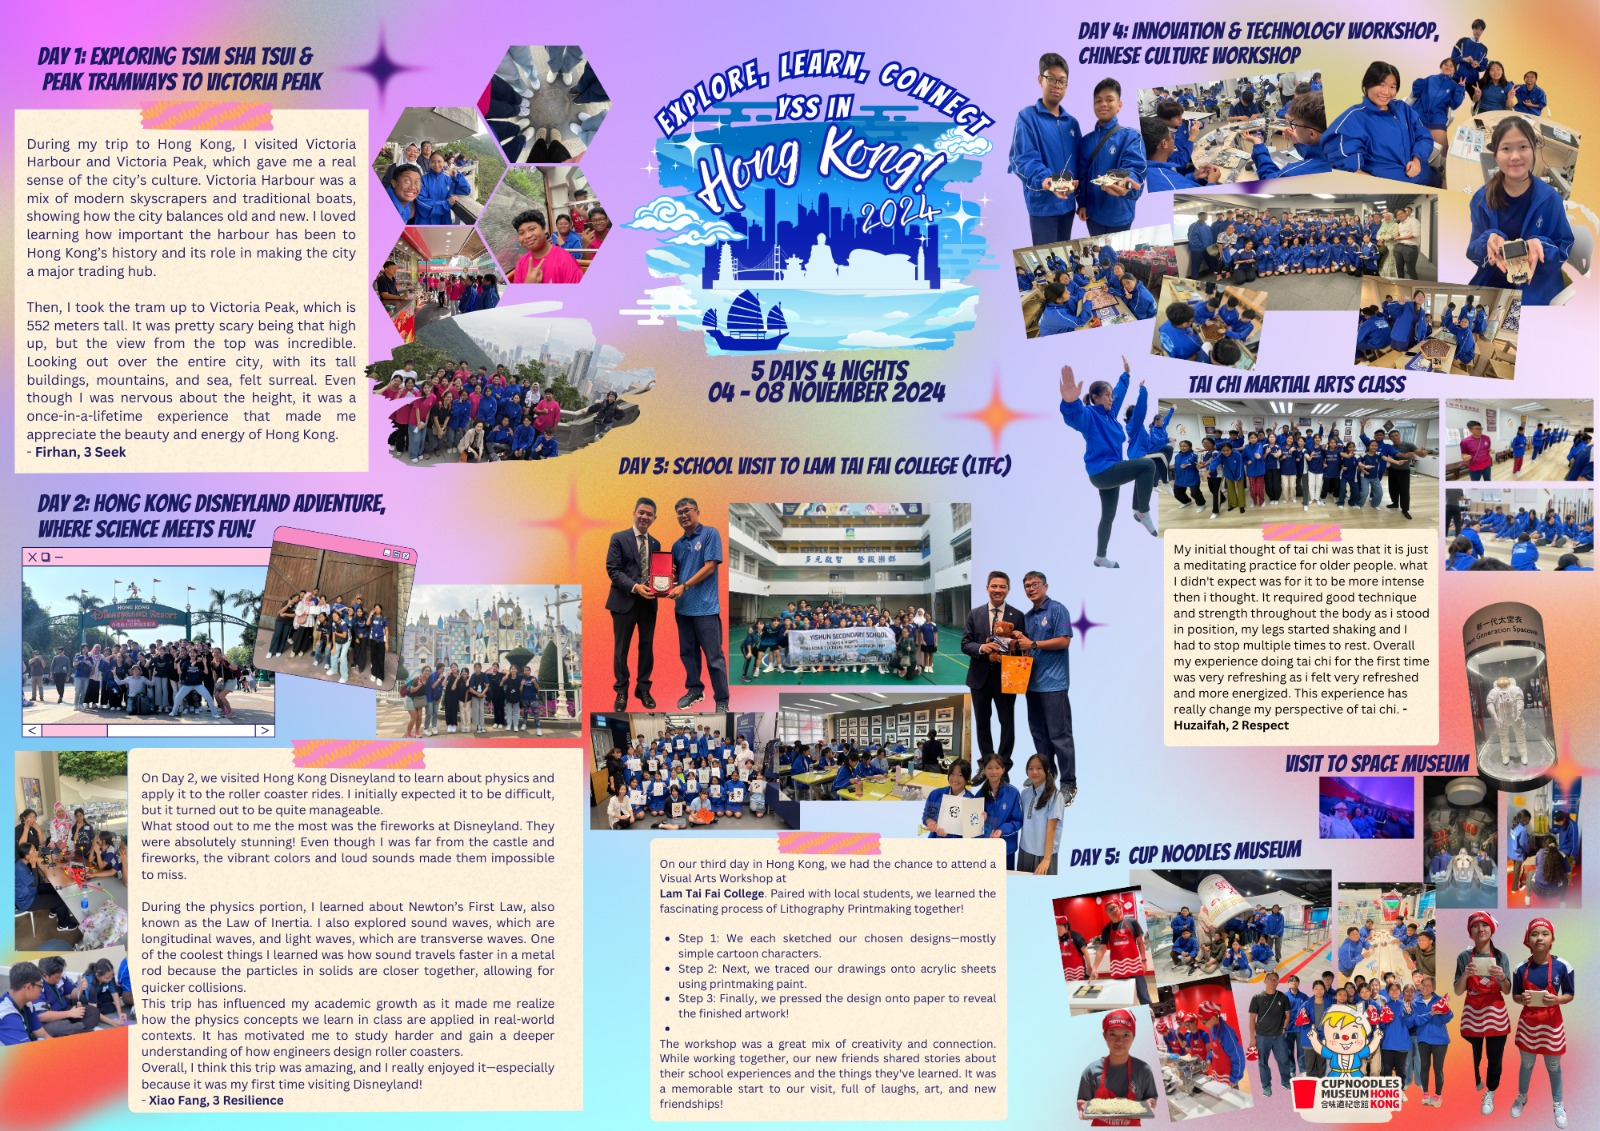 DAY 1: EXPLORING TSIM SHA TSUI &
PEAK TRAMWAYS TO VICTORIA PEAK
During my trip to Hong Kong, I visited Victoria
Harbour and Victoria Peak, which gave me a real
sense of the city's culture. Victoria Harbour was a
mix of modern skyscrapers and traditional boats,
showing how the city balances old and new. I loved
learning how important the harbour has been to
Hong Kong's history and its role in making the city
a major trading hub.
Then, I took the tram up to Victoria Peak, which is
552 meters tall. It was pretty scary being that high
up, but the view from the top was incredible.
Looking out over the entire city, with its tall
buildings, mountains, and sea, felt surreal. Even
though I was nervous about the height, it was a
once-in-a-lifetime experience that made me
appreciate the beauty and energy of Hong Kong.
- Firhan, 3 Seek
EXPLORE, LEARN, CONNECT
YSS IN
Hong Kong!
2024
5 DAYS 4 NIGHTS
04 - 08 NOVEMBER 2024
DAY 2: HONG KONG DISNEYLAND ADVENTURE,
WHERE SCIENCE MEETS FUN!
HONG KONG
Disneyland Resort
On Day 2, we visited Hong Kong Disneyland to learn about physics and
apply it to the roller coaster rides. I initially expected it to be difficult,
but it turned out to be quite manageable.
What stood out to me the most was the fireworks at Disneyland. They
were absolutely stunning! Even though I was far from the castle and
fireworks, the vibrant colors and loud sounds made them impossible
to miss.
During the physics portion, I learned about Newton's First Law, also
known as the Law of Inertia. I also explored sound waves, which are
longitudinal waves, and light waves, which are transverse waves. One
of the coolest things I learned was how sound travels faster in a metal
rod because the particles in solids are closer together, allowing for
quicker collisions.
This trip has influenced my academic growth as it made me realize
how the physics concepts we learn in class are applied in real-world
contexts. It has motivated me to study harder and gain a deeper
understanding of how engineers design roller coasters.
Overall, I think this trip was amazing, and I really enjoyed it—especially
because it was my first time visiting Disneyland!
- Xiao Fang, 3 Resilience
DAY 3: SCHOOL VISIT TO LAM TAI FAI COLLEGE (LTFC)
多元啟智 整毅樂群
YISHUN SECONDARY SCHOOL
On our third day in Hong Kong, we had the chance to attend a
Visual Arts Workshop at
Lam Tai Fai College. Paired with local students, we learned the
fascinating process of Lithography Printmaking together!
• Step 1: We each sketched our chosen designs—mostly
simple cartoon characters.
• Step 2: Next, we traced our drawings onto acrylic sheets
using printmaking paint.
• Step 3: Finally, we pressed the design onto paper to reveal
the finished artwork!
•
The workshop was a great mix of creativity and connection.
While working together, our new friends shared stories about
their school experiences and the things they've learned. It was
a memorable start to our visit, full of laughs, art, and new
friendships!
DAY 4: INNOVATION & TECHNOLOGY WORKSHOP,
CHINESE CULTURE WORKSHOP
TAI CHI MARTIAL ARTS CLASS
My initial thought of tai chi was that it is just
a meditating practice for older people. what
I didn't expect was for it to be more intense
then i thought. It required good technique
and strength throughout the body as i stood
in position, my legs started shaking and I
had to stop multiple times to rest. Overall
my experience doing tai chi for the first time
was very refreshing as i felt very refreshed
and more energized. This experience has
really change my perspective of tai chi. -
Huzaifah, 2 Respect
新一代太空衣
New Generation Spacesuit
VISIT TO SPACE MUSEUM
DAY 5: CUP NOODLES MUSEUM
CUPNOODLES
MUSEUM HONG
合味道紀念館 KONG